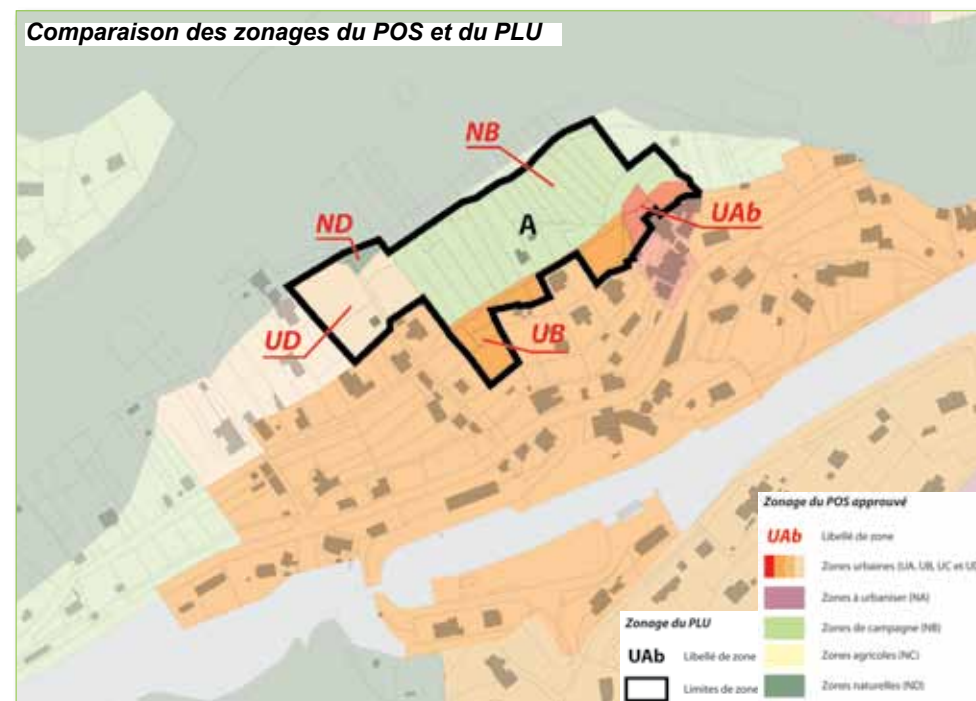 Comparaison des zonages du POS et du PLU
NB
ND
A
UAb
UD
UB
Zonage du POS approuvé
UAb Libellé de zone
Zones urbaines (UA, UB, UC et UD
Zones à urbaniser (NA)
Zones de campagne (NB)
Zones agricoles (NC)
Zones naturelles (ND)
Zonage du PLU
UAb Libellé de zone
Limites de zone